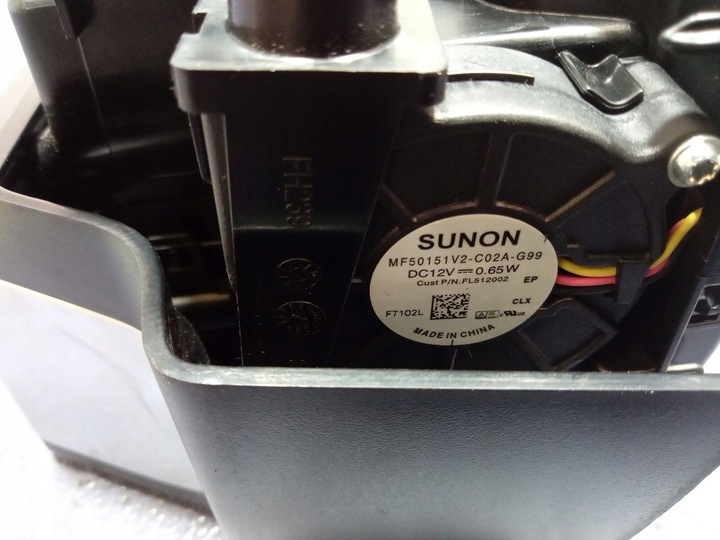 SUNON
MF50151V2-C02A-G99
DC12V ⎓ 0.65W
Cust P/N.FL512002
EP
CLX
F7102L
MADE IN CHINA